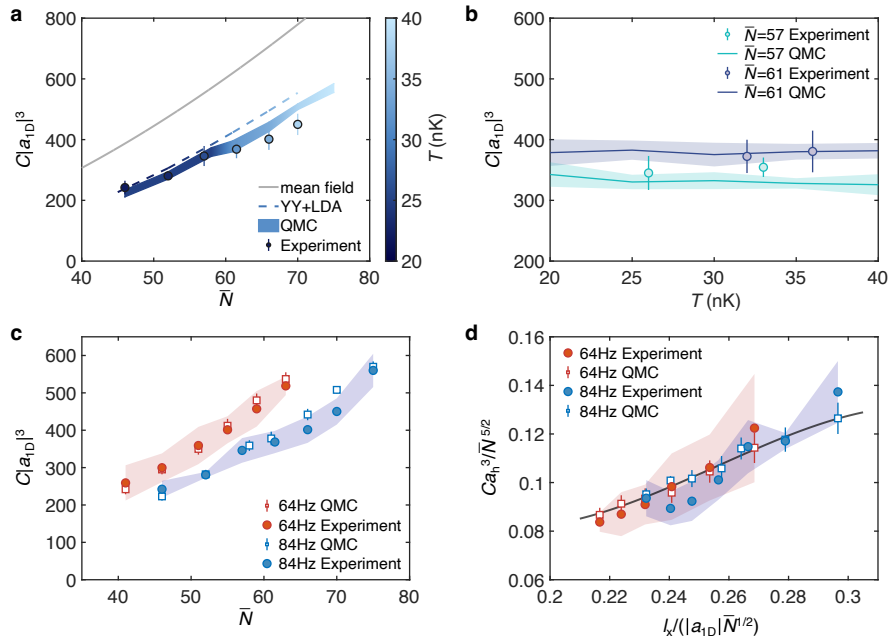 a
C|a1D|³
800
600
400
200
0
40
50
60
70
80
N̄
mean field
YY+LDA
QMC
Experiment
40
35
30
25
20
T (nK)
b
C|a1D|³
500
400
300
200
20
25
30
35
40
T (nK)
N̄=57 Experiment
N̄=57 QMC
N̄=61 Experiment
N̄=61 QMC
c
C|a1D|³
600
500
400
300
200
100
0
40
50
60
70
80
N̄
64Hz QMC
64Hz Experiment
84Hz QMC
84Hz Experiment
d
Cah³/N̄^5/2
0.16
0.14
0.12
0.10
0.08
0.06
0.2
0.22
0.24
0.26
0.28
0.3
lx/(|a1D|N̄^1/2)
64Hz Experiment
64Hz QMC
84Hz Experiment
84Hz QMC